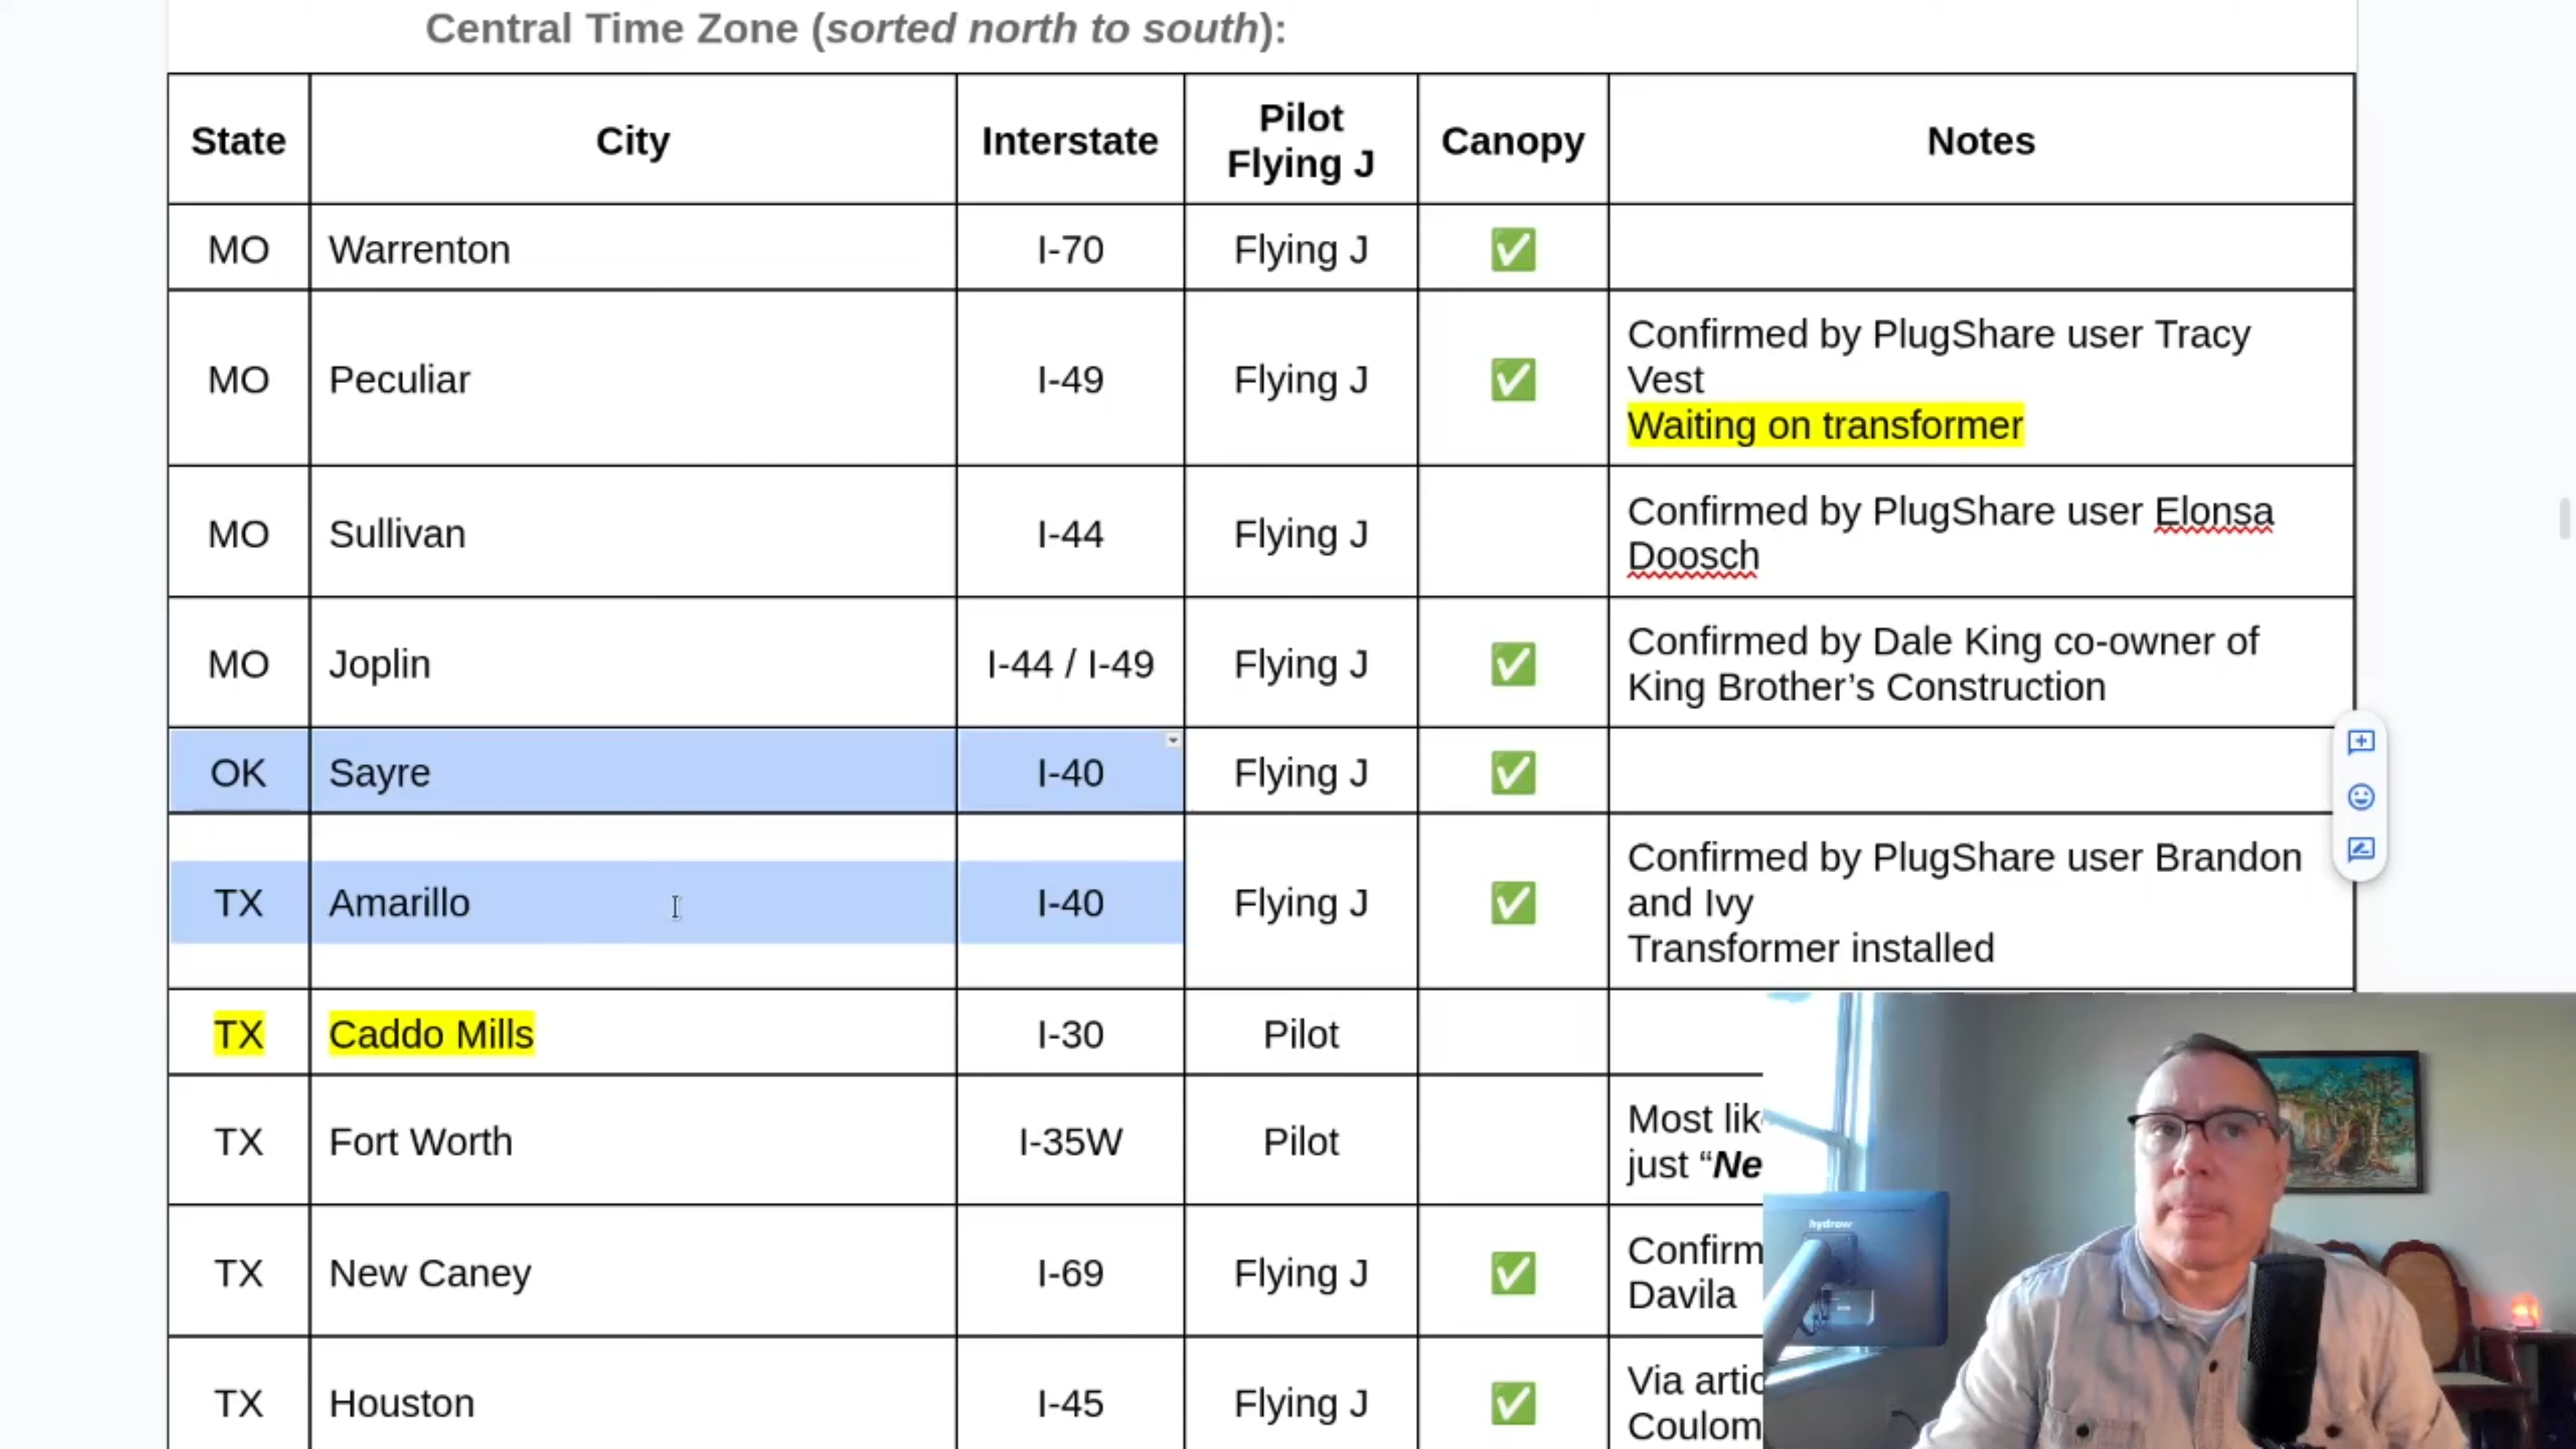 Central Time Zone (sorted north to south):
State
City
Interstate
Pilot
Flying J
Canopy
Notes
MO
Warrenton
I-70
Flying J
MO
Peculiar
I-49
Flying J
Confirmed by PlugShare user Tracy
Vest
Waiting on transformer
MO
Sullivan
I-44
Flying J
Confirmed by PlugShare user Elonsa
Doosch
MO
Joplin
I-44 / I-49
Flying J
Confirmed by Dale King co-owner of
King Brother’s Construction
OK
Sayre
I-40
Flying J
TX
Amarillo
I-40
Flying J
Confirmed by PlugShare user Brandon
and Ivy
Transformer installed
TX
Caddo Mills
I-30
Pilot
TX
Fort Worth
I-35W
Pilot
Most
just
TX
New Caney
I-69
Flying J
Davila
TX
Houston
I-45
Flying J
Via
hydrow